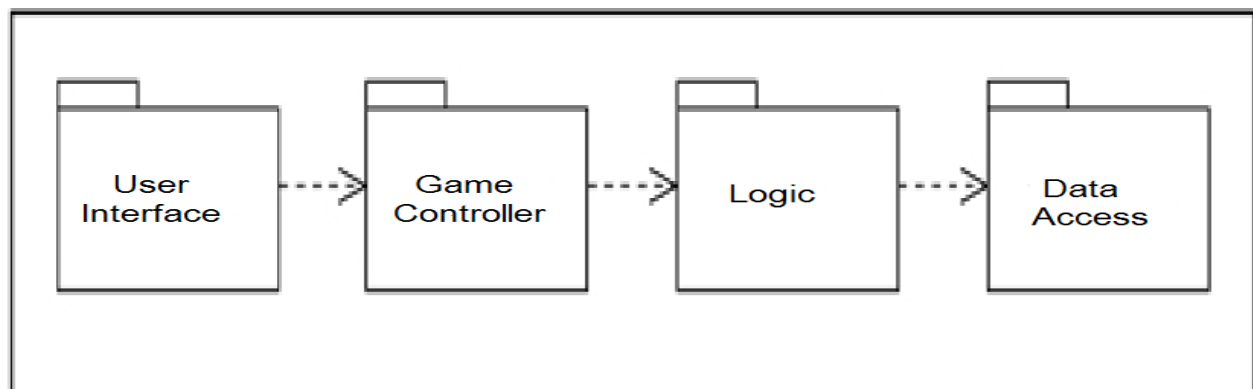 User
Interface
Game
Controller
Logic
Data
Access